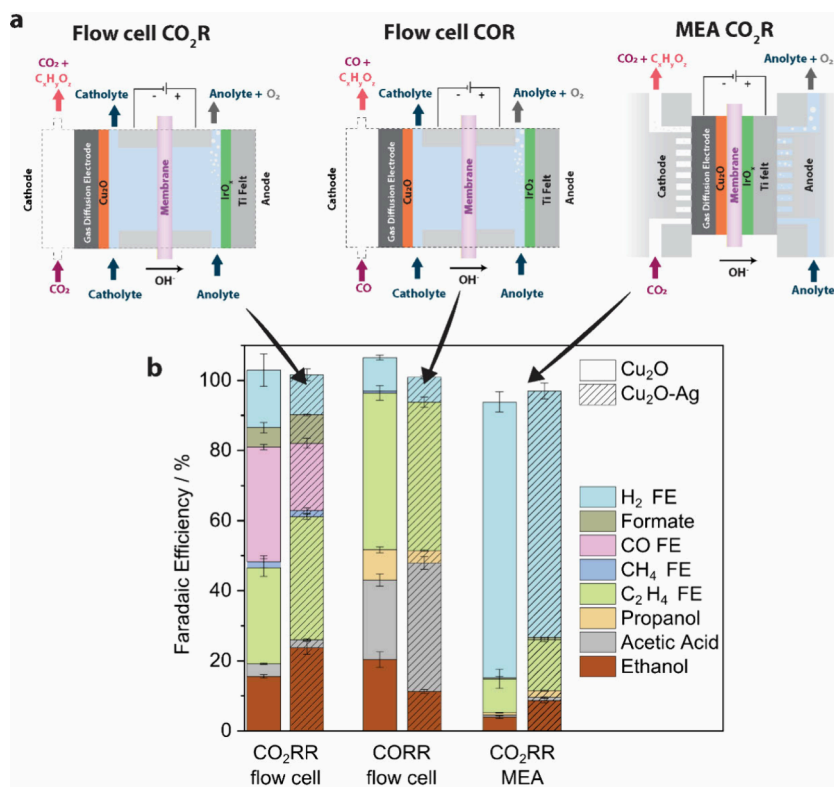 a
Flow cell CO₂R
Flow cell COR
MEA CO₂R
CO₂ +
CₓHᵧO_z
Catholyte
Anolyte + O₂
- +
Cathode
Gas Diffusion Electrode
Cu₂O
Membrane
IrOₓ
Ti Felt
Anode
CO₂
Catholyte
OH⁻
Anolyte
CO +
CₓHᵧO_z
Catholyte
Anolyte + O₂
- +
Cathode
Gas Diffusion Electrode
Cu₂O
Membrane
IrO₂
Ti Felt
Anode
CO
Catholyte
OH⁻
Anolyte
CO₂ + CₓHᵧO_z
Anolyte + O₂
- +
Cathode
Gas Diffusion Electrode
Cu₂O
Membrane
IrOₓ
Ti felt
Anode
CO₂
OH⁻
Anolyte
b
Faradaic Efficiency / %
100
80
60
40
20
0
Cu₂O
Cu₂O-Ag
H₂ FE
Formate
CO FE
CH₄ FE
C₂H₄ FE
Propanol
Acetic Acid
Ethanol
CO₂RR
flow cell
CORR
flow cell
CO₂RR
MEA